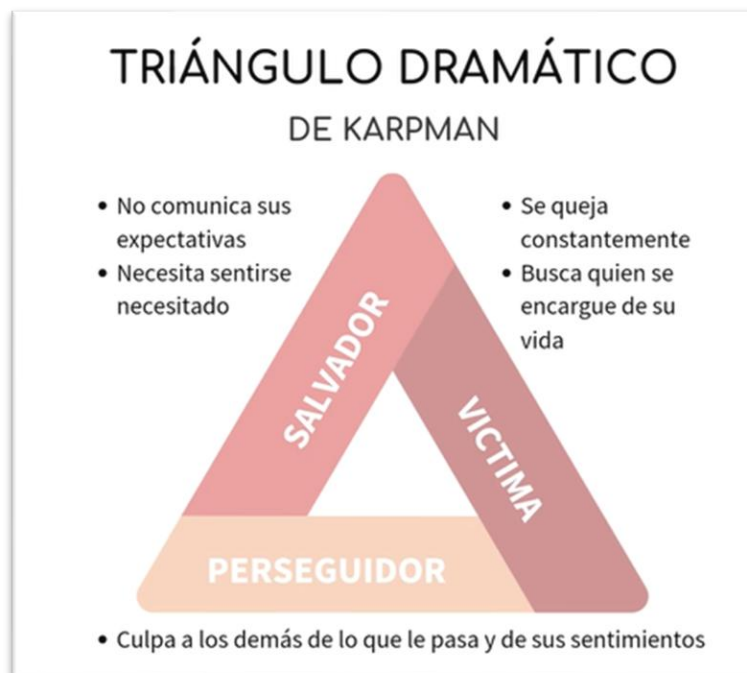 TRIÁNGULO DRAMÁTICO
DE KARPMAN
• No comunica sus
expectativas
• Necesita sentirse
necesitado
• Se queja
constantemente
• Busca quien se
encargue de su
vida
SALVADOR
VICTIMA
PERSEGUIDOR
• Culpa a los demás de lo que le pasa y de sus sentimientos